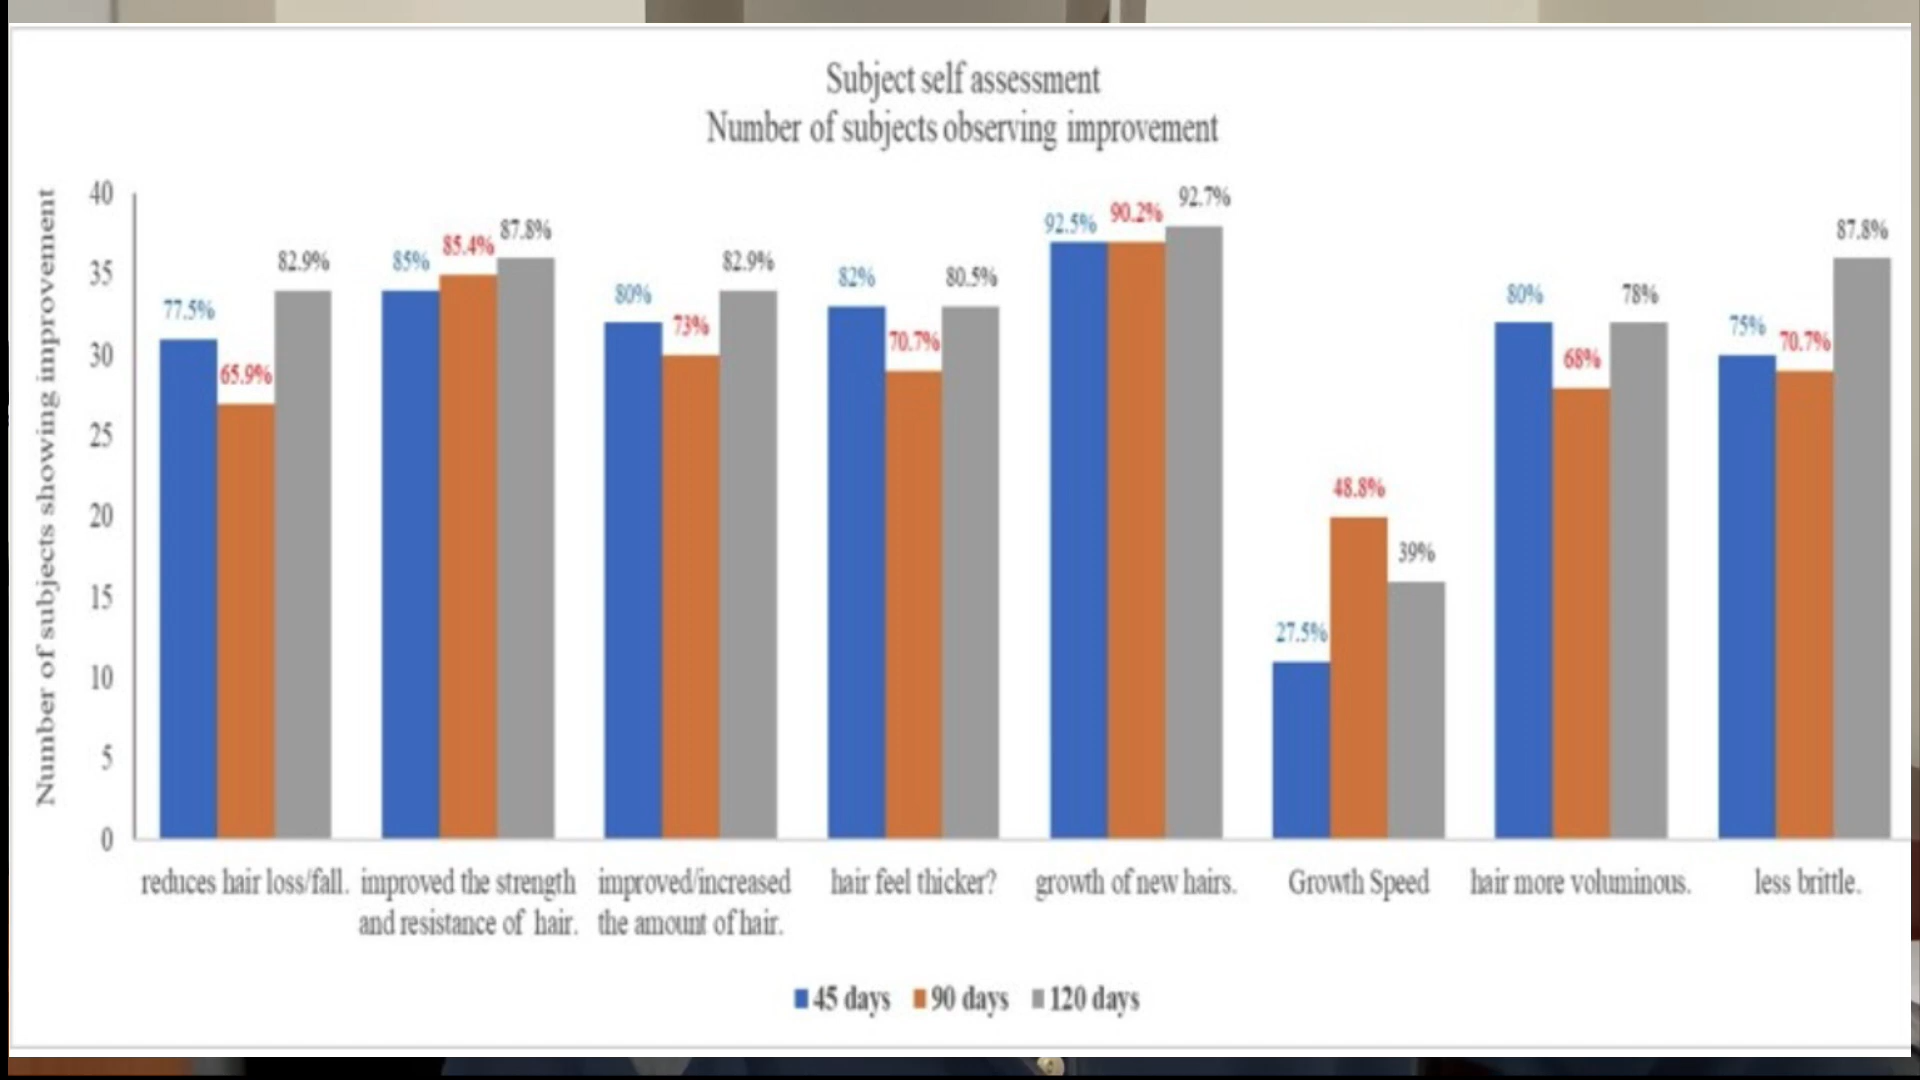 Subject self assessment
Number of subjects observing improvement
Number of subjects showing improvement
40
35
30
25
20
15
10
5
0
77.5%
65.9%
82.9%
85%
85.4%
87.8%
80%
73%
82.9%
82%
70.7%
80.5%
92.5%
90.2%
92.7%
27.5%
48.8%
39%
80%
68%
78%
75%
70.7%
87.8%
reduces hair loss/fall.
improved the strength
and resistance of hair.
improved/increased
the amount of hair.
hair feel thicker?
growth of new hairs.
Growth Speed
hair more voluminous.
less brittle.
45 days
90 days
120 days